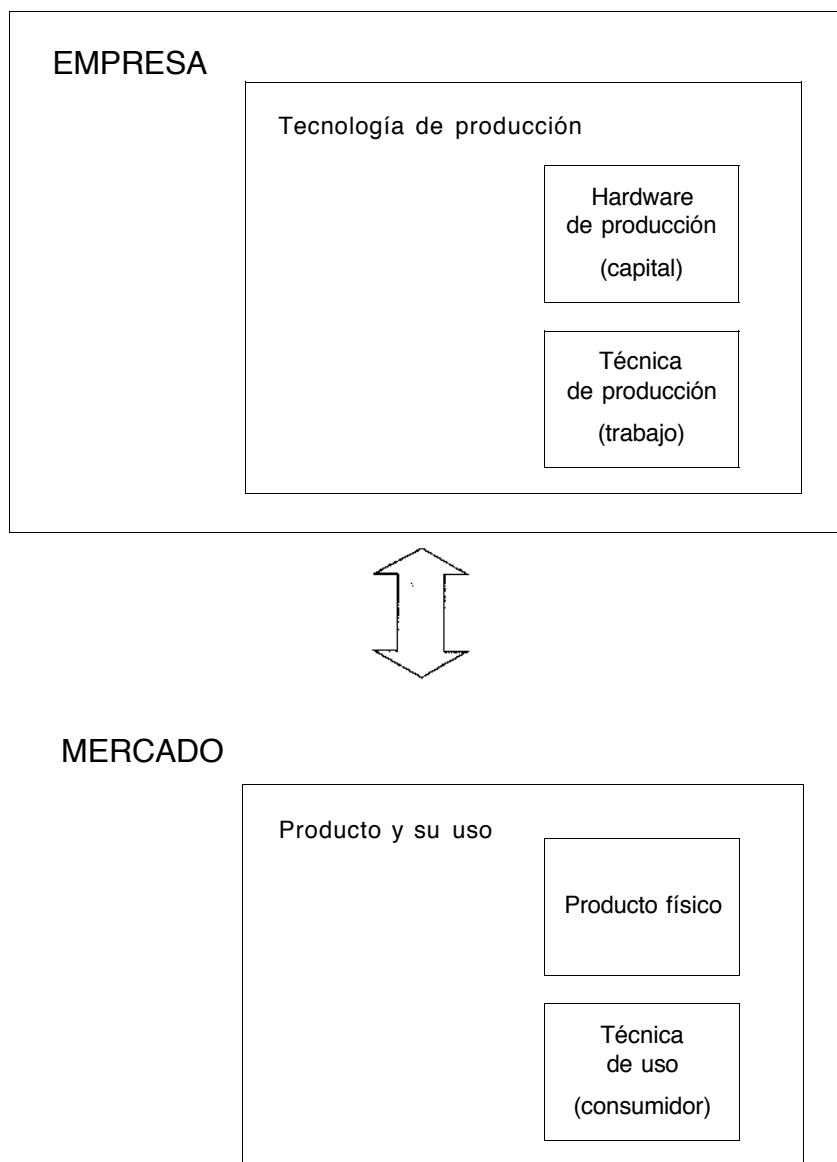 EMPRESA
Tecnología de producción
Hardware
de producción
(capital)
Técnica
de producción
(trabajo)
MERCADO
Producto y su uso
Producto físico
Técnica
de uso
(consumidor)